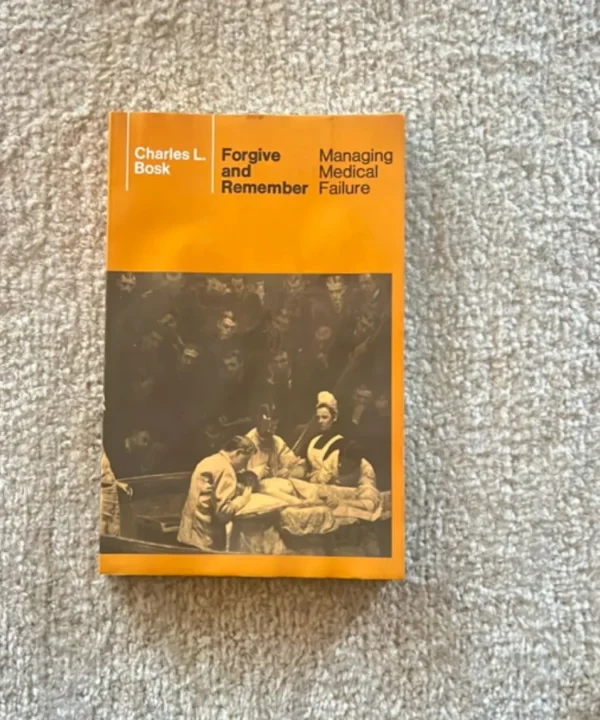 Charles L.
Bosk
Forgive
and
Remember
Managing
Medical
Failure